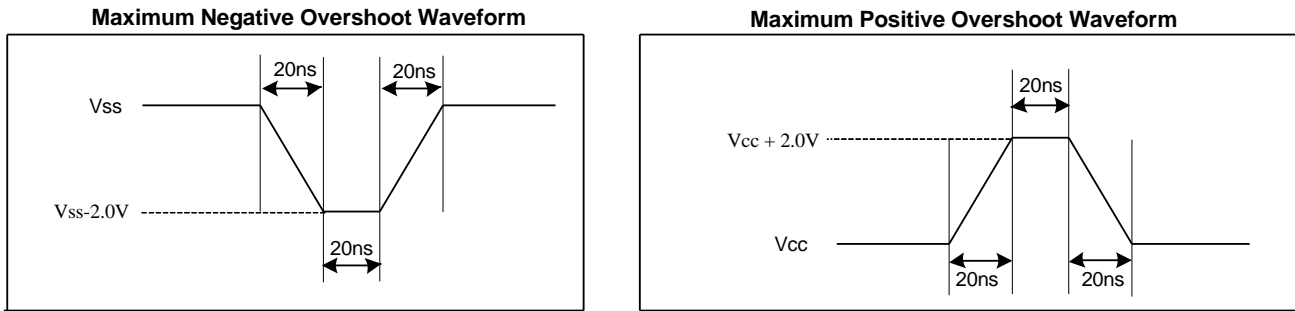 Maximum Negative Overshoot Waveform
20ns
20ns
Vss
Vss-2.0V
20ns
Maximum Positive Overshoot Waveform
20ns
Vcc + 2.0V
Vcc
20ns
20ns